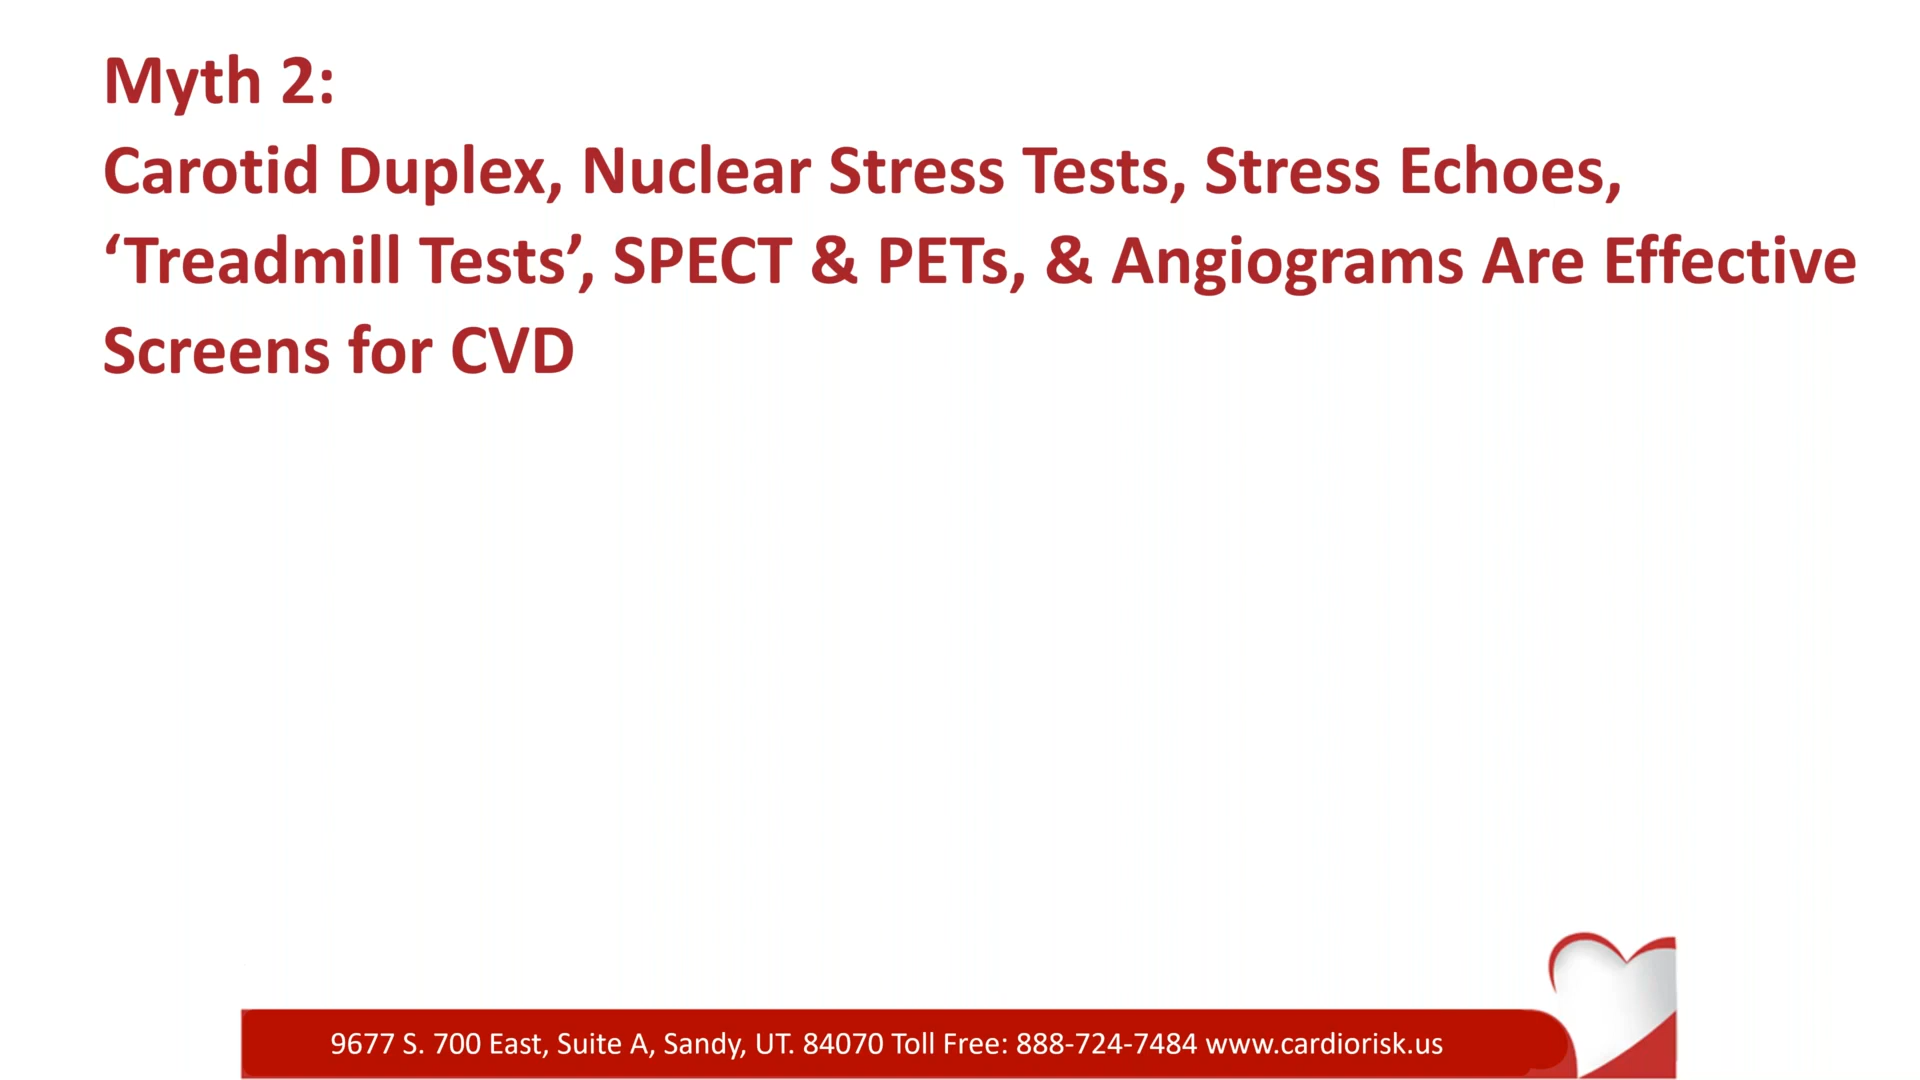 Myth 2:
Carotid Duplex, Nuclear Stress Tests, Stress Echoes,
‘Treadmill Tests’, SPECT & PETs, & Angiograms Are Effective
Screens for CVD
9677 S. 700 East, Suite A, Sandy, UT. 84070 Toll Free: 888-724-7484 www.cardiorisk.us